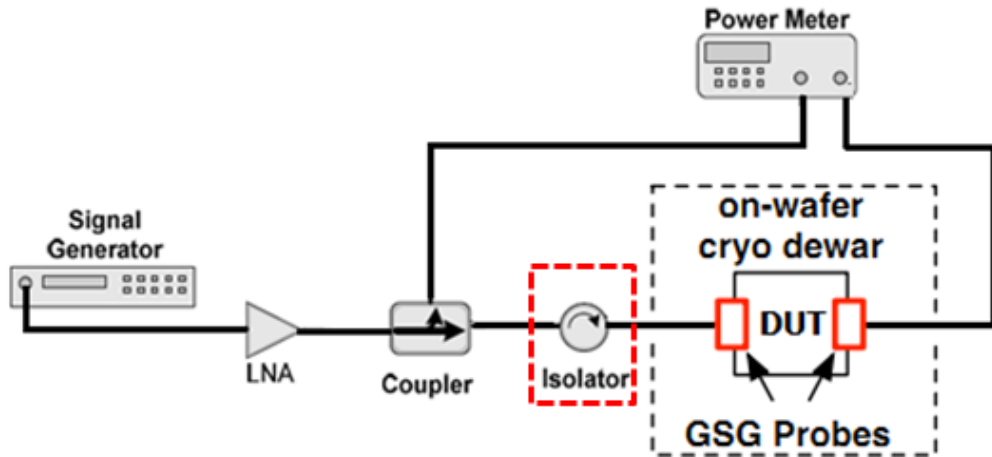 Power Meter
Signal
Generator
LNA
Coupler
Isolator
on-wafer
cryo dewar
DUT
GSG Probes